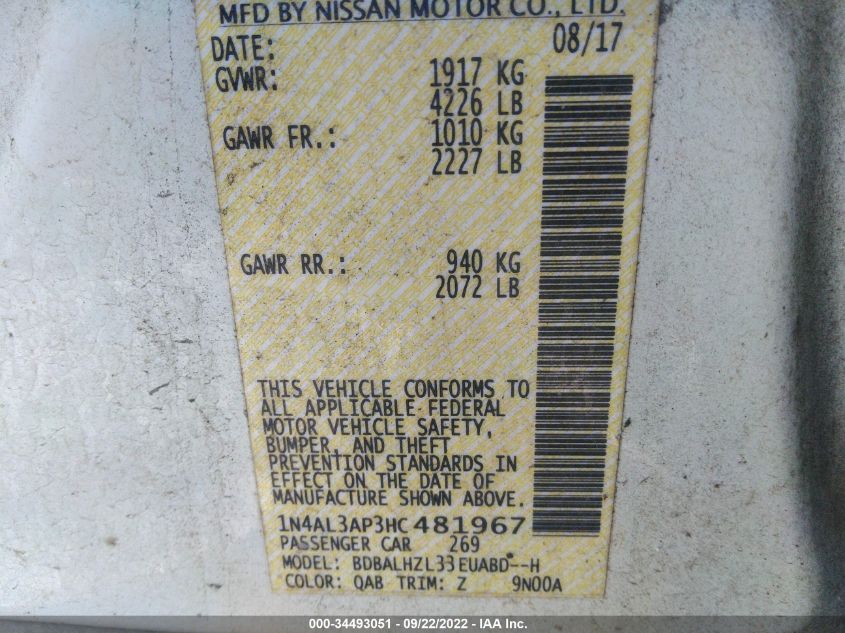 MFD BY NISSAN MOTOR CO., LTD.
DATE: 08/17
GVWR: 1917 KG
4226 LB
GAWR FR.: 1010 KG
2227 LB
GAWR RR.: 940 KG
2072 LB
THIS VEHICLE CONFORMS TO
ALL APPLICABLE FEDERAL
MOTOR VEHICLE SAFETY,
BUMPER, AND THEFT
PREVENTION STANDARDS IN
EFFECT ON THE DATE OF
MANUFACTURE SHOWN ABOVE.
1N4AL3AP3HC481967
PASSENGER CAR 269
MODEL: BDBALHZL33EUABD--H
COLOR: QAB TRIM: Z 9N00A
000-34493051 - 09/22/2022 - IAA Inc.